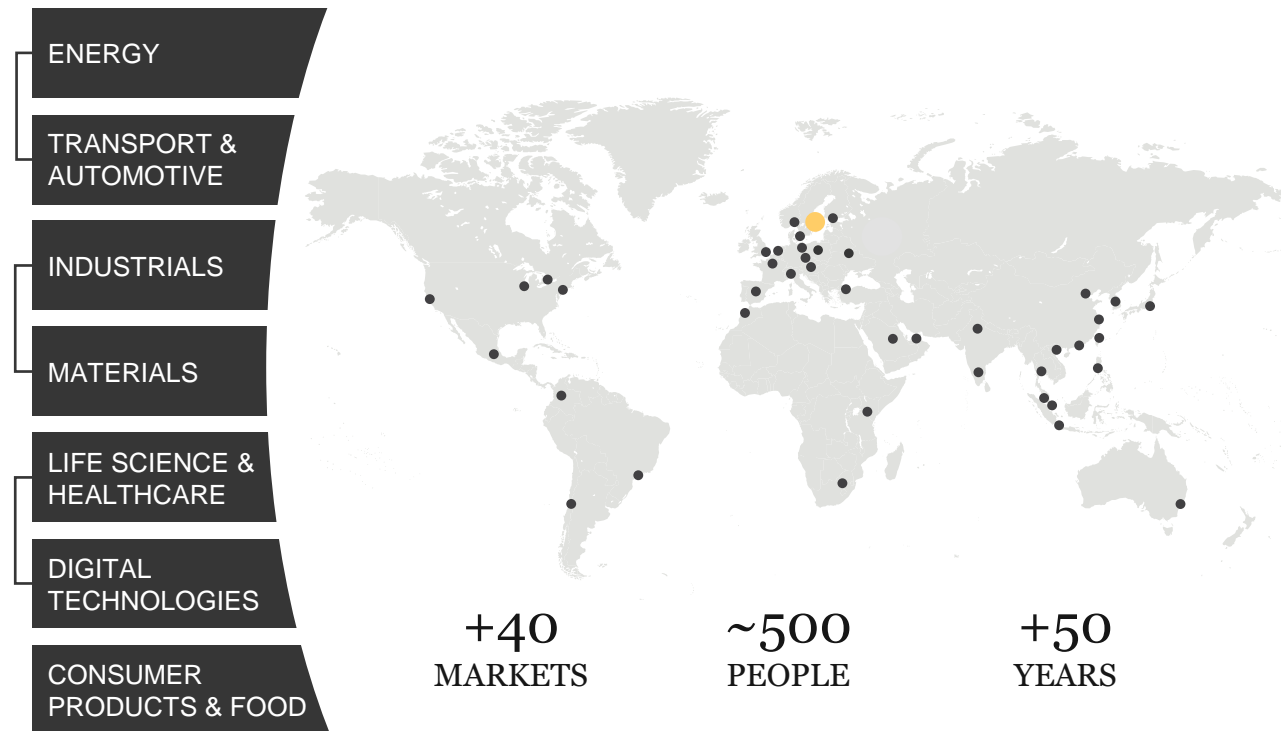 ENERGY
TRANSPORT &
AUTOMOTIVE
INDUSTRIALS
MATERIALS
LIFE SCIENCE &
HEALTHCARE
DIGITAL
TECHNOLOGIES
CONSUMER
PRODUCTS & FOOD
+40
MARKETS
~500
PEOPLE
+50
YEARS